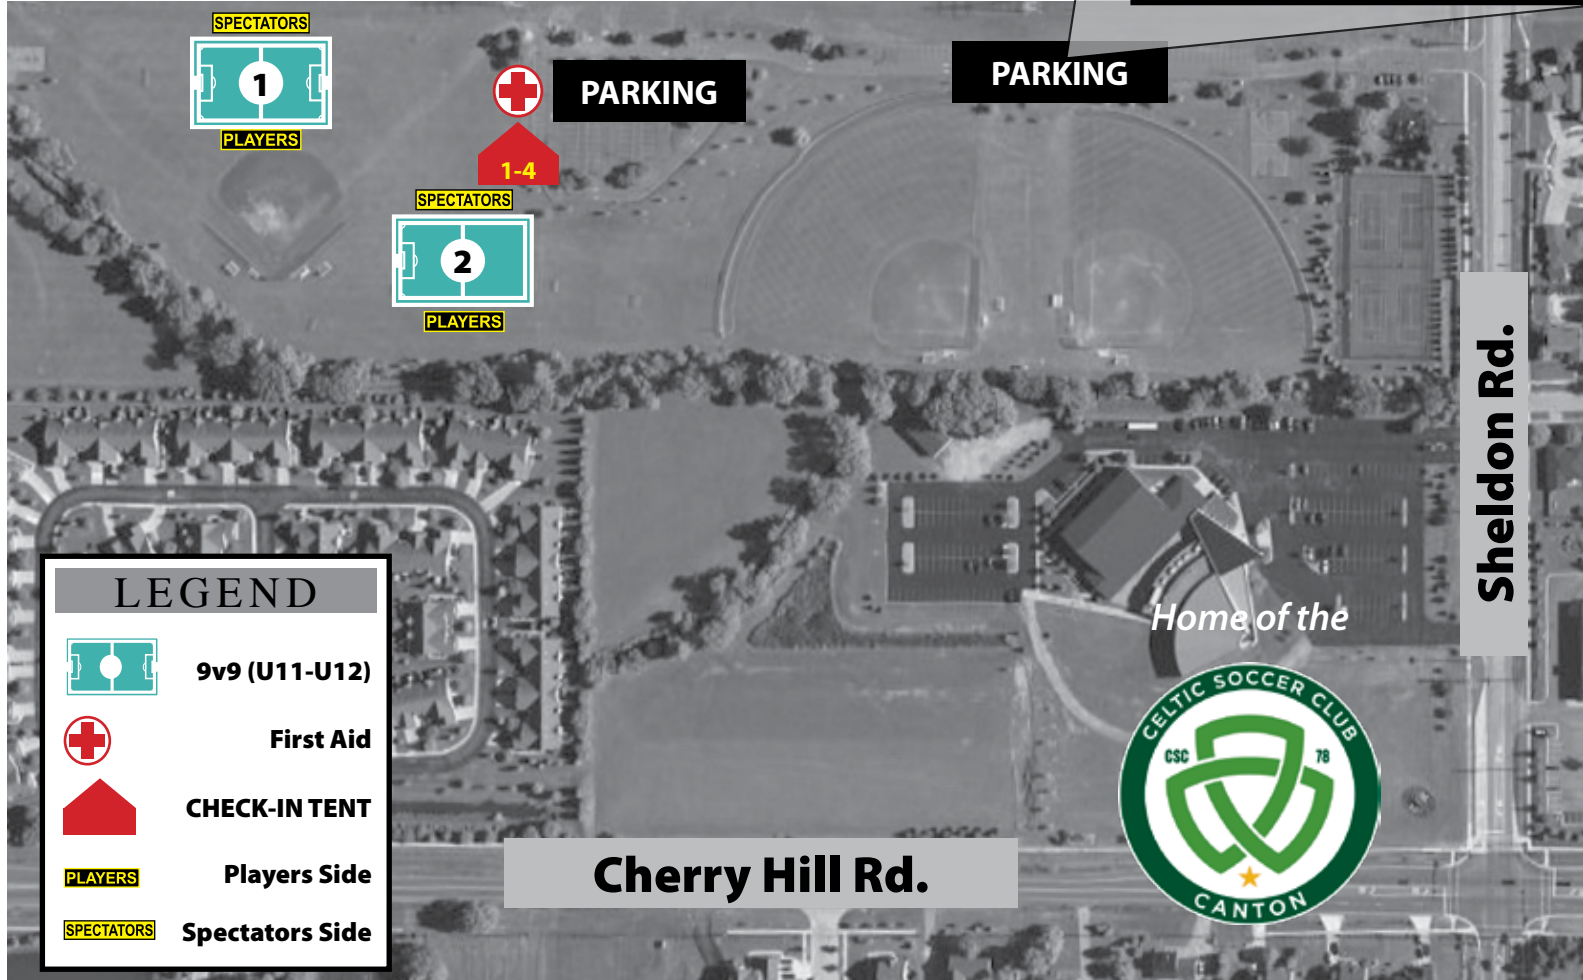 SPECTATORS
1
PLAYERS
PARKING
PARKING
1-4
SPECTATORS
2
PLAYERS
Sheldon Rd.
LEGEND
9v9 (U11-U12)
First Aid
CHECK-IN TENT
PLAYERS Players Side
SPECTATORS Spectators Side
Home of the
CELTIC SOCCER CLUB
CSC 78
CANTON
Cherry Hill Rd.